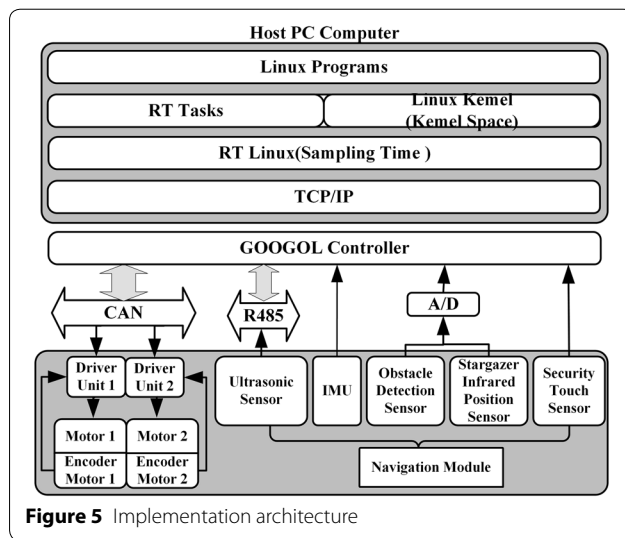 Host PC Computer
Linux Programs
RT Tasks
Linux Kernel
(Kernel Space)
RT Linux(Sampling Time )
TCP/IP
GOOGOL Controller
CAN
R485
A/D
Driver
Unit 1
Driver
Unit 2
Ultrasonic
Sensor
IMU
Obstacle
Detection
Sensor
Stargazer
Infrared
Position
Sensor
Security
Touch
Sensor
Motor 1
Motor 2
Encoder
Motor 1
Encoder
Motor 2
Navigation Module
Figure 5 Implementation architecture